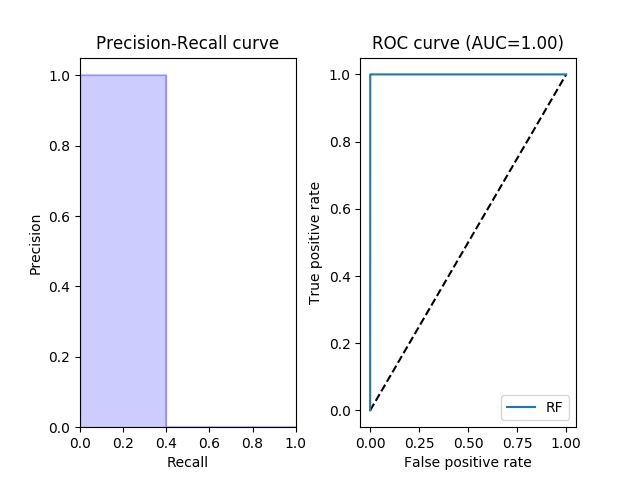 Precision-Recall curve
1.0
0.8
0.6
0.4
0.2
0.0
Precision
0.0 0.2 0.4 0.6 0.8 1.0
Recall
ROC curve (AUC=1.00)
1.0
0.8
0.6
0.4
0.2
0.0
True positive rate
RF
0.00 0.25 0.50 0.75 1.00
False positive rate